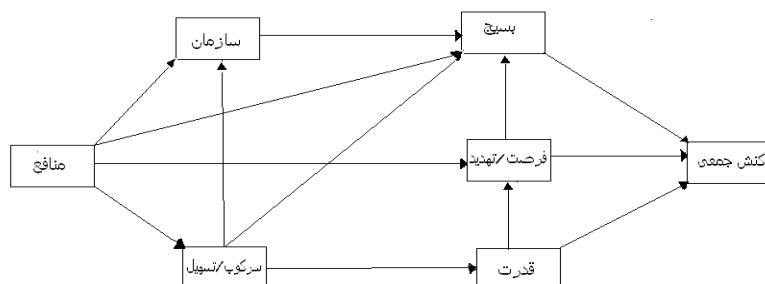 بسیج
سازمان
منافع
فرصت/تهدید
کنش جمعی
سرکوب/تسهیل
قدرت